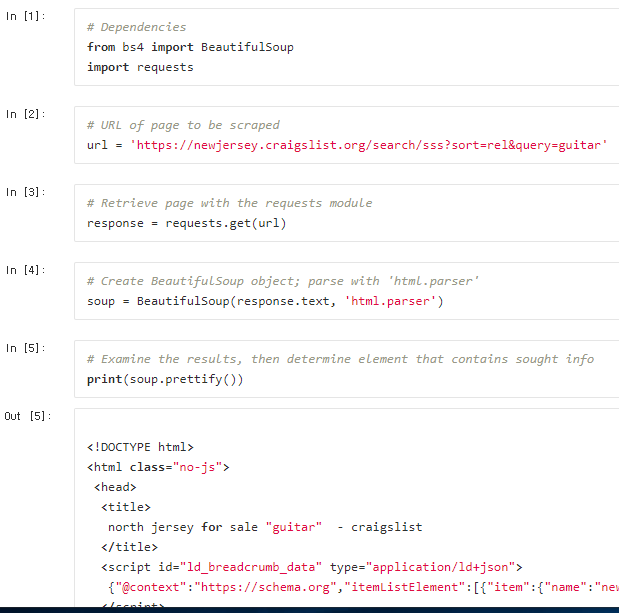 In [1]:
# Dependencies
from bs4 import BeautifulSoup
import requests
In [2]:
# URL of page to be scraped
url = 'https://newjersey.craigslist.org/search/sss?sort=rel&query=guitar'
In [3]:
# Retrieve page with the requests module
response = requests.get(url)
In [4]:
# Create BeautifulSoup object; parse with 'html.parser'
soup = BeautifulSoup(response.text, 'html.parser')
In [5]:
# Examine the results, then determine element that contains sought info
print(soup.prettify())
Out [5]:
<!DOCTYPE html>
<html class="no-js">
<head>
<title>
north jersey for sale "guitar"  - craigslist
</title>
<script id="ld_breadcrumb_data" type="application/ld+json">
{"@context":"https://schema.org","itemListElement":[{"item":{"name":"new
</script>